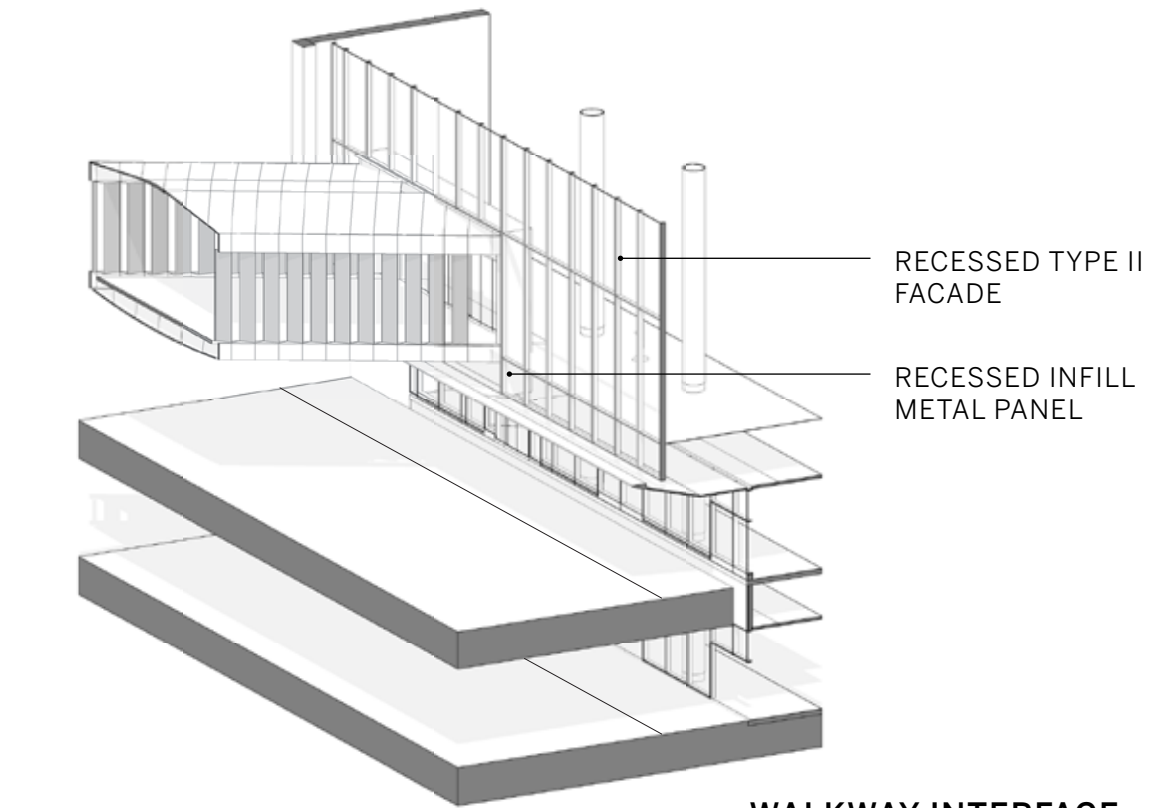 RECESSED TYPE II
FACADE
RECESSED INFILL
METAL PANEL
WALKWAY INTERFACE